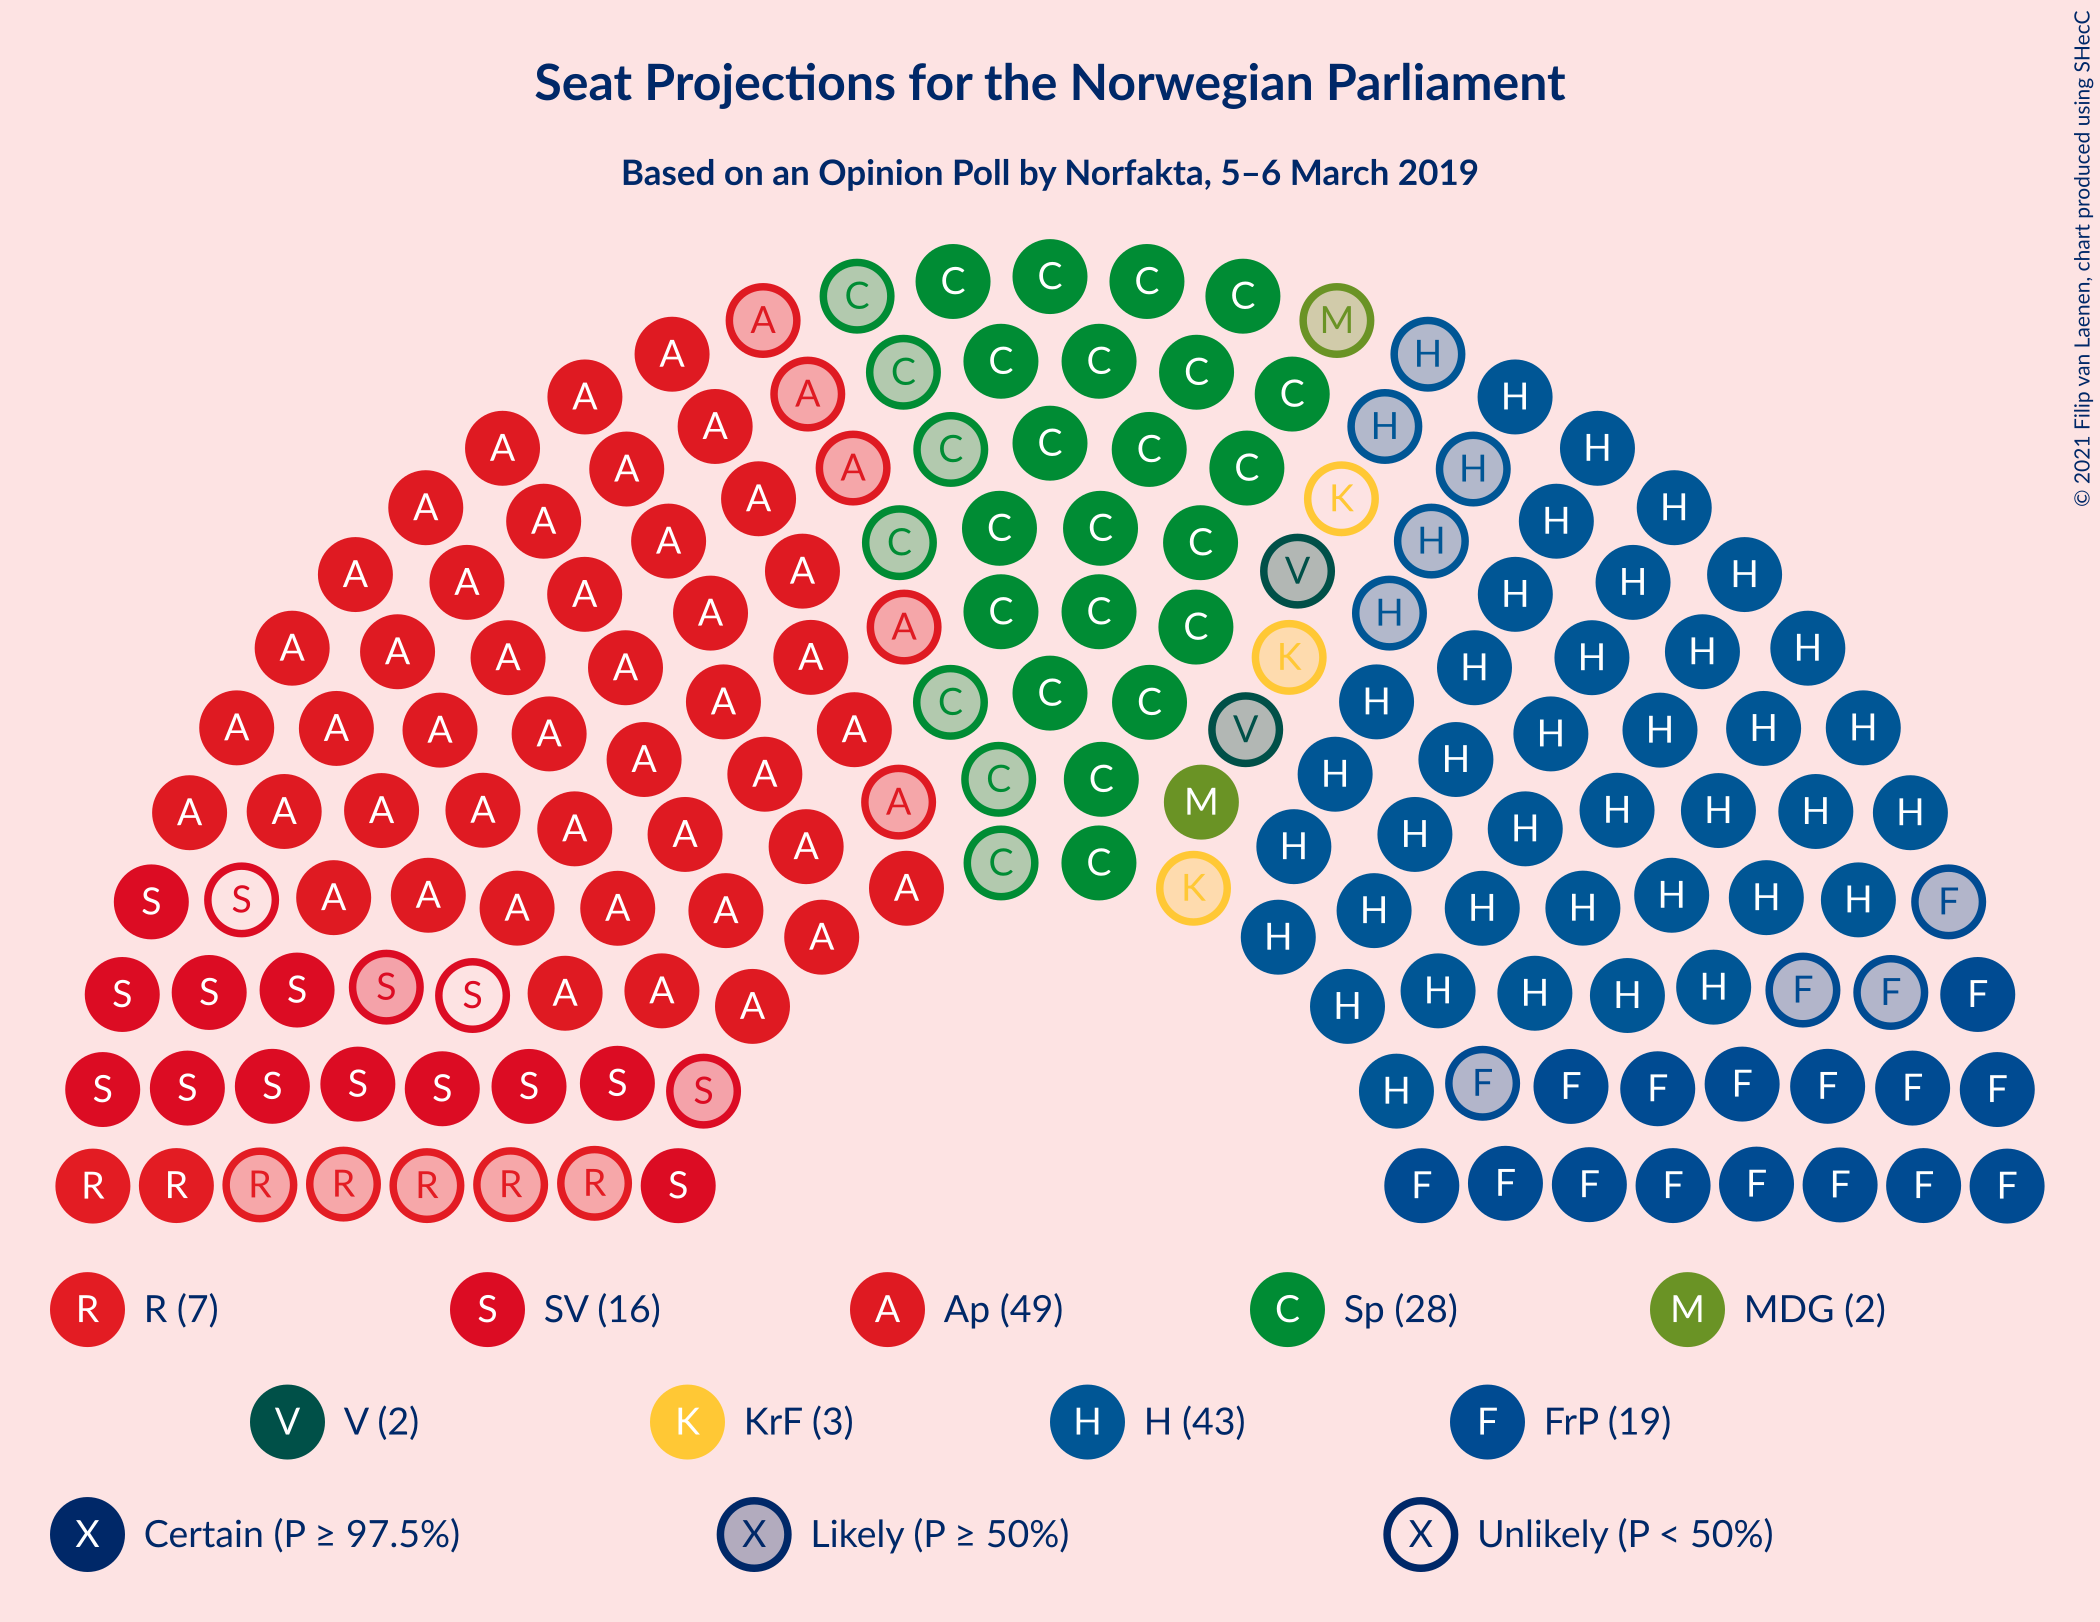 Seat Projections for the Norwegian Parliament
Based on an Opinion Poll by Norfakta, 5–6 March 2019
© 2021 Filip van Laenen, chart produced using SHecC
C C C C C
A M
A C C C C C H
A A H H
A A C C C C K H H
A A A C C C C V H H H
A A A A C C C K H H H H
A A A A A C C C V H H H H H
A A A A A A C C M H H H H H H
A A A A A A A C C K H H H H H H H
S S A A A A A A H H H H H H H F
S S S S S A A A H H H H H F F F
S S S S S S S S H F F F F F F F
R R R R R R R S F F F F F F F F
R R (7) S SV (16) A Ap (49) C Sp (28) M MDG (2)
V V (2) K KrF (3) H H (43) F FrP (19)
X Certain (P ≥ 97.5%) X Likely (P ≥ 50%) X Unlikely (P < 50%)